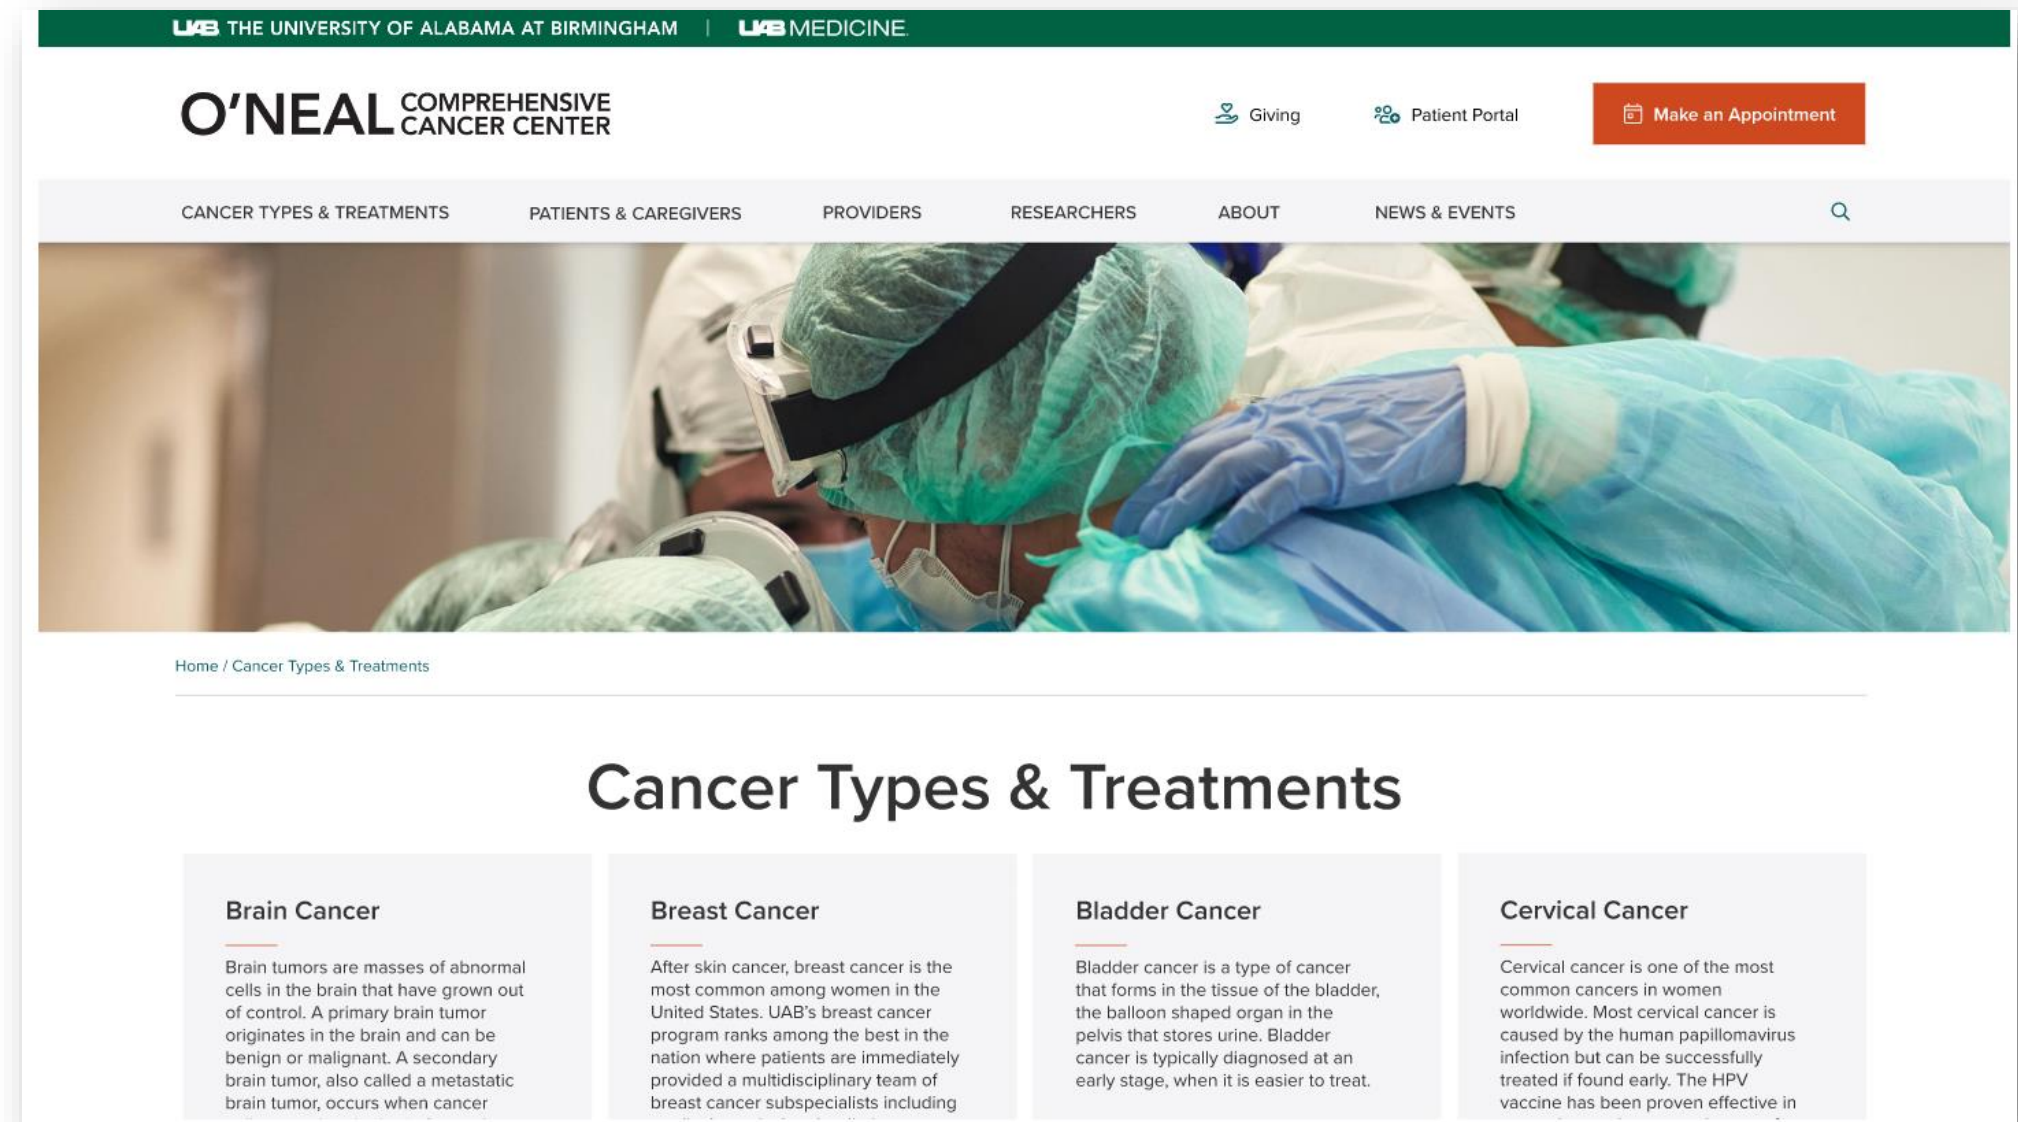 UAB THE UNIVERSITY OF ALABAMA AT BIRMINGHAM | UAB MEDICINE.
O'NEAL COMPREHENSIVE CANCER CENTER
Giving
Patient Portal
Make an Appointment
CANCER TYPES & TREATMENTS
PATIENTS & CAREGIVERS
PROVIDERS
RESEARCHERS
ABOUT
NEWS & EVENTS
Home / Cancer Types & Treatments
Cancer Types & Treatments
Brain Cancer
Brain tumors are masses of abnormal
cells in the brain that have grown out
of control. A primary brain tumor
originates in the brain and can be
benign or malignant. A secondary
brain tumor, also called a metastatic
brain tumor, occurs when cancer
Breast Cancer
After skin cancer, breast cancer is the
most common among women in the
United States. UAB's breast cancer
program ranks among the best in the
nation where patients are immediately
provided a multidisciplinary team of
breast cancer subspecialists including
Bladder Cancer
Bladder cancer is a type of cancer
that forms in the tissue of the bladder,
the balloon shaped organ in the
pelvis that stores urine. Bladder
cancer is typically diagnosed at an
early stage, when it is easier to treat.
Cervical Cancer
Cervical cancer is one of the most
common cancers in women
worldwide. Most cervical cancer is
caused by the human papillomavirus
infection but can be successfully
treated if found early. The HPV
vaccine has been proven effective in